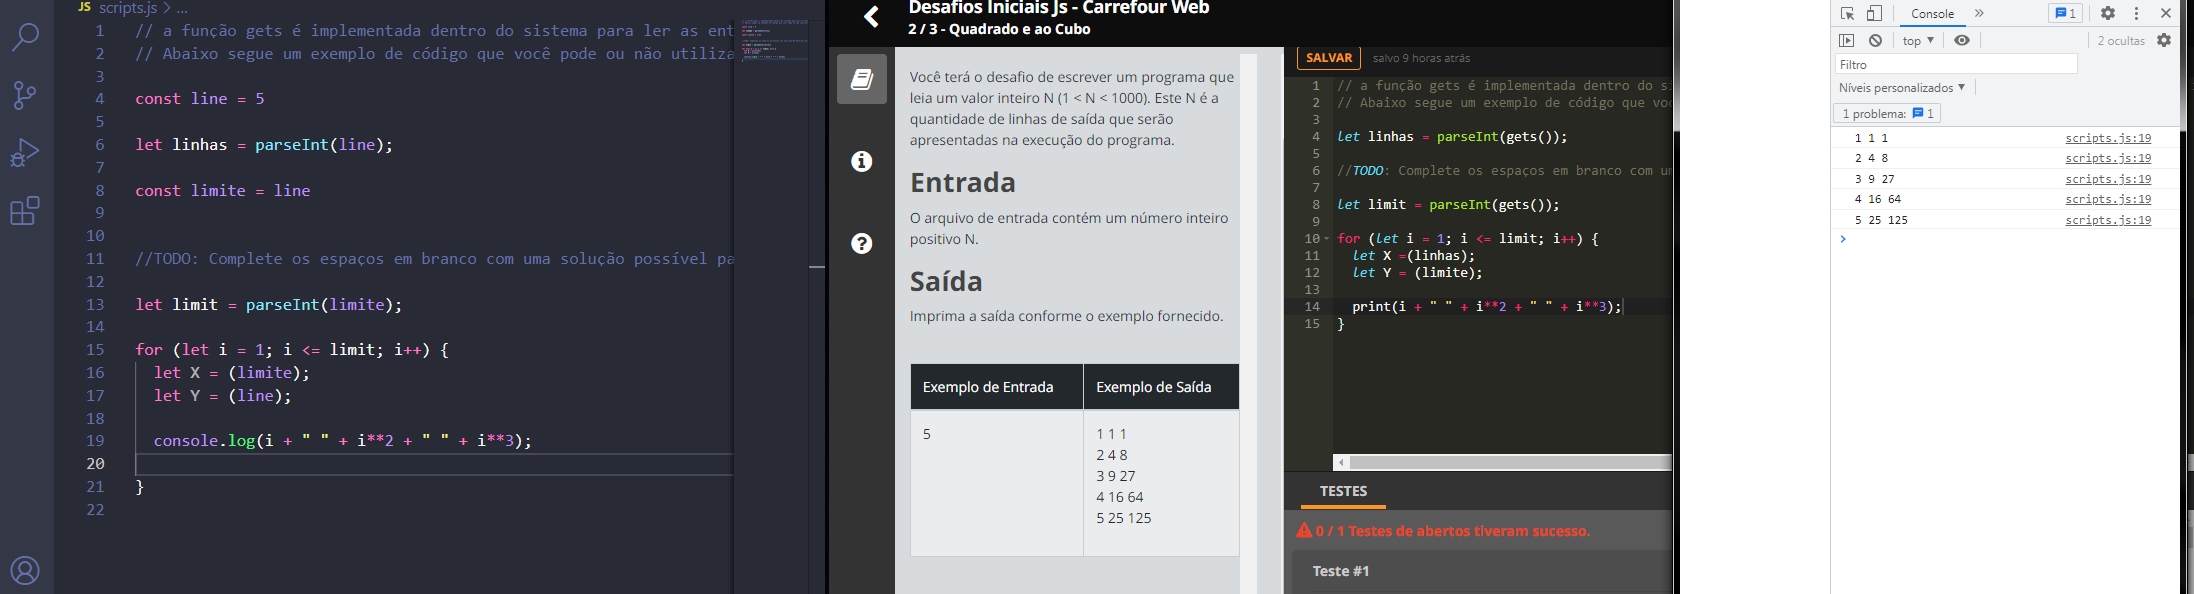 JS scripts.js > ...
1 // a função gets é implementada dentro do sistema para ler as ent
2 // Abaixo segue um exemplo de código que você pode ou não utiliza
3
4 const line = 5
5
6 let linhas = parseInt(line);
7
8 const limite = line
9
10
11 //TODO: Complete os espaços em branco com uma solução possível pa
12
13 let limit = parseInt(limite);
14
15 for (let i = 1; i <= limit; i++) {
16 let X = (limite);
17 let Y = (line);
18
19 console.log(i + " " + i**2 + " " + i**3);
20
21 }
22
Desafios Iniciais Js - Carrefour Web
2 / 3 - Quadrado e ao Cubo
Você terá o desafio de escrever um programa que
leia um valor inteiro N (1 < N < 1000). Este N é a
quantidade de linhas de saída que serão
apresentadas na execução do programa.
Entrada
O arquivo de entrada contém um número inteiro
positivo N.
Saída
Imprima a saída conforme o exemplo fornecido.
Exemplo de Entrada Exemplo de Saída
5
1 1 1
2 4 8
3 9 27
4 16 64
5 25 125
SALVAR salvo 9 horas atrás
1 // a função gets é implementada dentro do si
2 // Abaixo segue um exemplo de código que voc
3
4 let linhas = parseInt(gets());
5
6 //TODO: Complete os espaços em branco com um
7
8 let limit = parseInt(gets());
9
10 for (let i = 1; i <= limit; i++) {
11 let X =(linhas);
12 let Y = (limite);
13
14 print(i + " " + i**2 + " " + i**3);
15 }
TESTES
0 / 1 Testes de abertos tiveram sucesso.
Teste #1
Console » 1
top ▼ 2 ocultas
Filtro
Níveis personalizados ▼
1 problema: 1
1 1 1 scripts.js:19
2 4 8 scripts.js:19
3 9 27 scripts.js:19
4 16 64 scripts.js:19
5 25 125 scripts.js:19
>